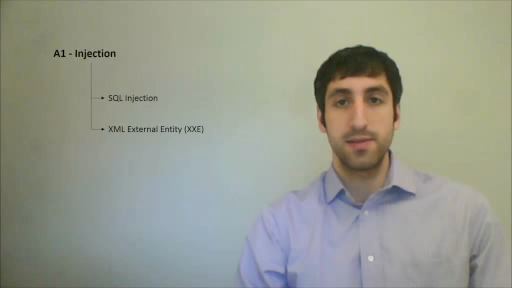 A1 - Injection
SQL Injection
XML External Entity (XXE)